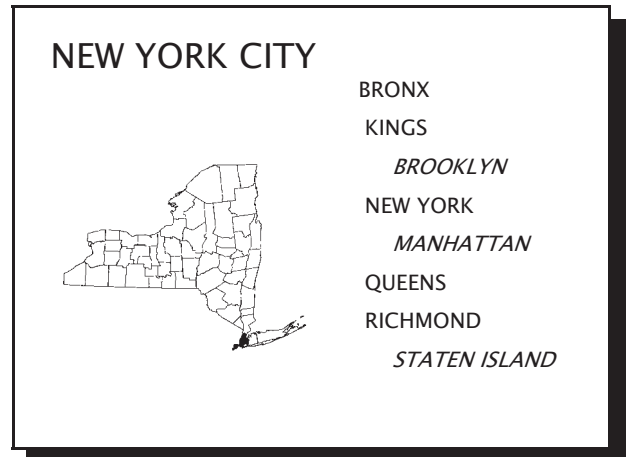 NEW YORK CITY
BRONX
KINGS
BROOKLYN
NEW YORK
MANHATTAN
QUEENS
RICHMOND
STATEN ISLAND